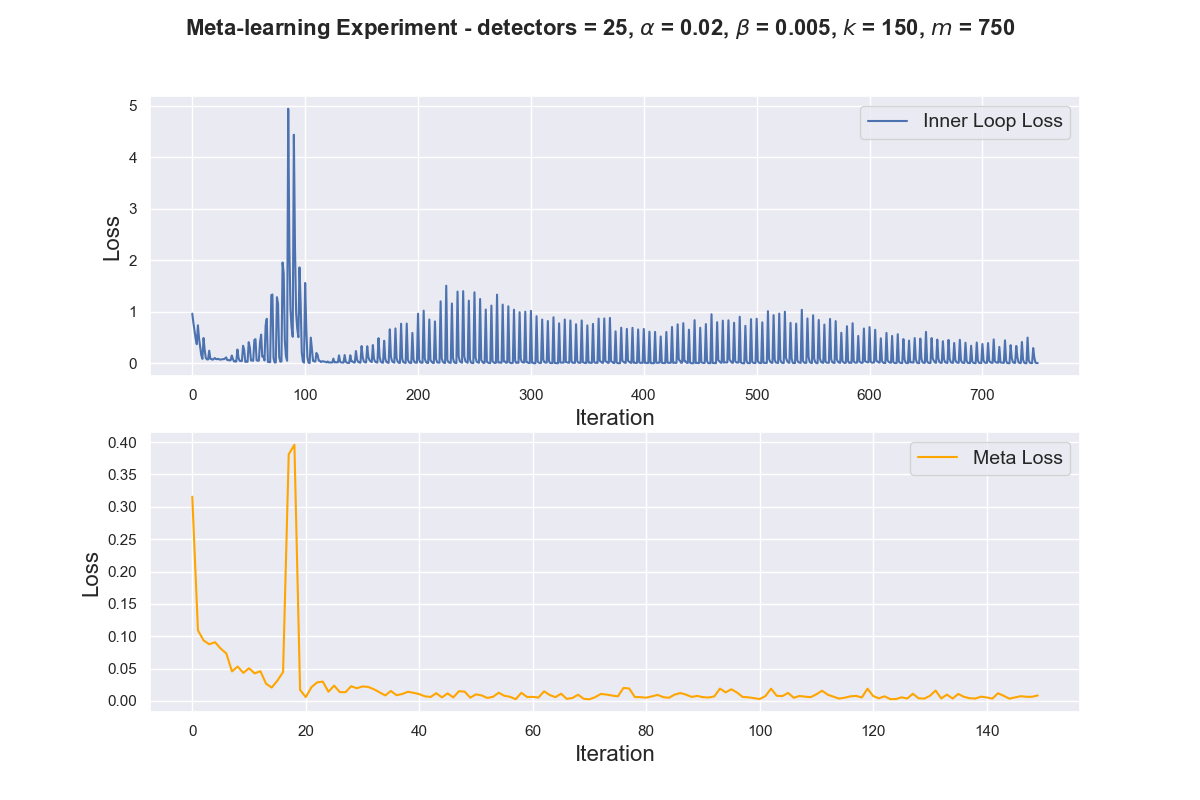 Meta-learning Experiment - detectors = 25, α = 0.02, β = 0.005, k = 150, m = 750
Inner Loop Loss
Loss
5
4
3
2
1
0
0 100 200 300 400 500 600 700
Iteration
Meta Loss
Loss
0.40
0.35
0.30
0.25
0.20
0.15
0.10
0.05
0.00
0 20 40 60 80 100 120 140
Iteration